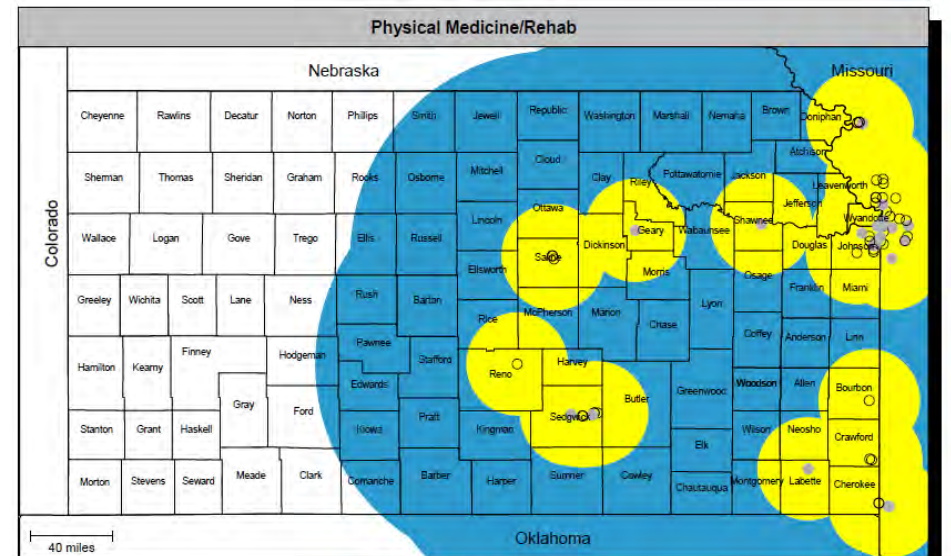 Physical Medicine/Rehab
Nebraska
Missouri
Colorado
Cheyenne Rawlins Decatur Norton Phillips Smith Jewell Republic Washington Marshall Nemaha Brown Doniphan
Atchison
Sherman Thomas Sheridan Graham Rooks Osborne Mitchell Cloud Clay Riley Pottawatomie Jackson
Leavenworth
Jefferson
Wyandotte
Wallace Logan Gove Trego Ellis Russell Lincoln Ottawa Dickinson Geary Wabaunsee Shawnee Douglas Johnson
Ellsworth Saline Morris Osage
Greeley Wichita Scott Lane Ness Rush Barton Rice McPherson Marion Chase Lyon Franklin Miami
Coffey Anderson Linn
Hamilton Kearny Finney Hodgeman Pawnee Stafford Reno Harvey
Edwards
Gray Ford Sedgwick Butler Greenwood Woodson Allen Bourbon
Stanton Grant Haskell Kiowa Pratt Kingman Elk Wilson Neosho Crawford
Morton Stevens Seward Meade Clark Comanche Barber Harper Sumner Cowley Chautauqua Montgomery Labette Cherokee
40 miles
Oklahoma